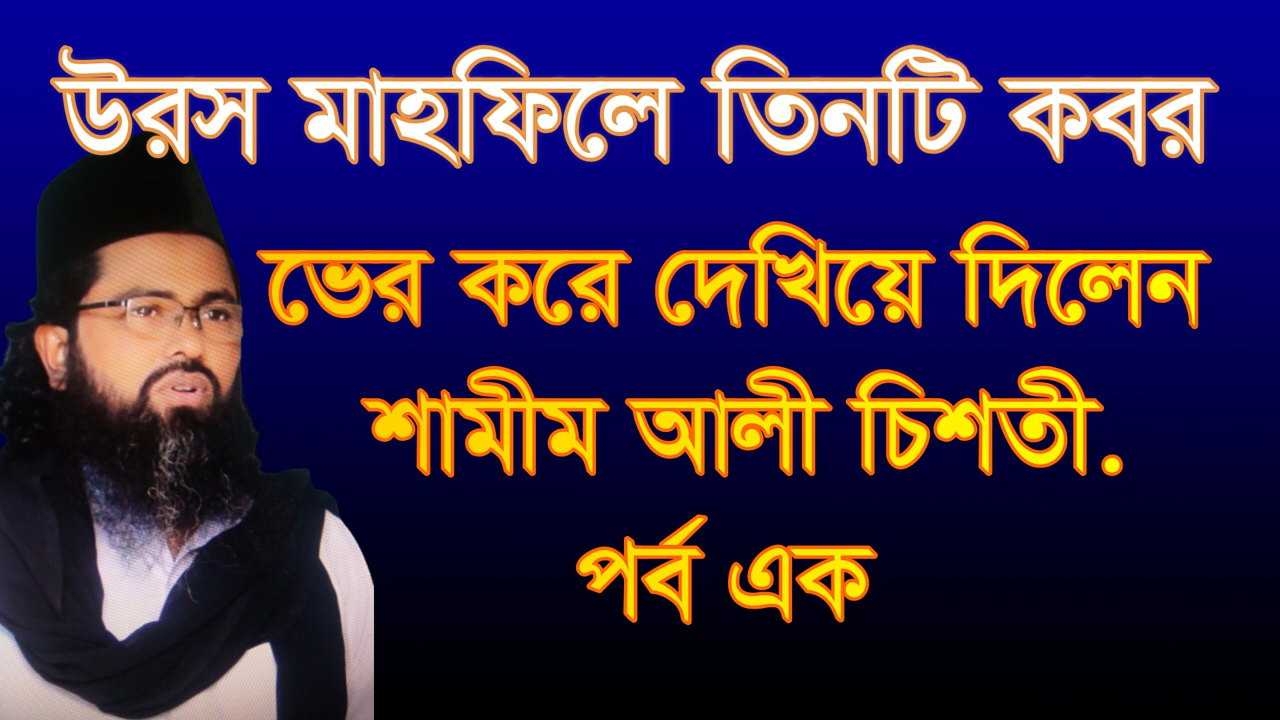 উরস মাহফিলে তিনটি কবর
ভের করে দেখিয়ে দিলেন
শামীম আলী চিশতী.
পর্ব এক